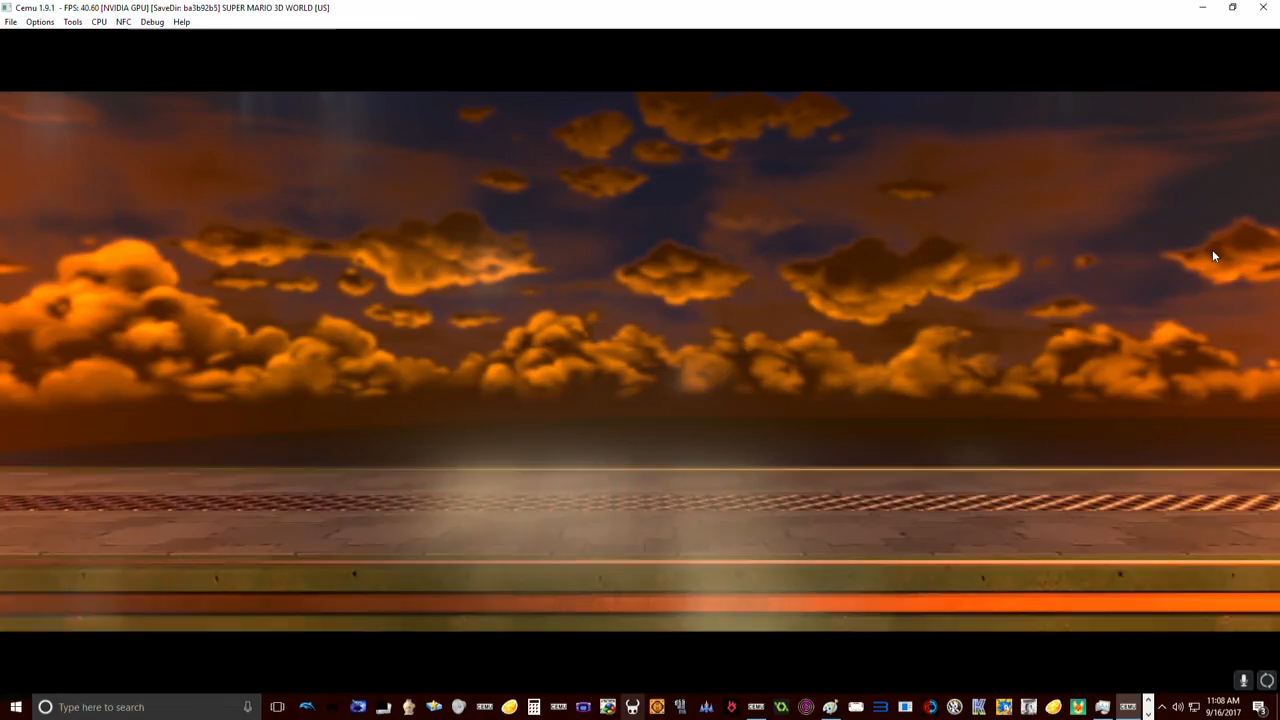 Cemu 1.9.1 - FPS: 40.60 [NVIDIA GPU] [SaveDir: ba3b92b5] SUPER MARIO 3D WORLD [US]
File Options Tools CPU NFC Debug Help
Type here to search
11:08 AM
9/16/2017